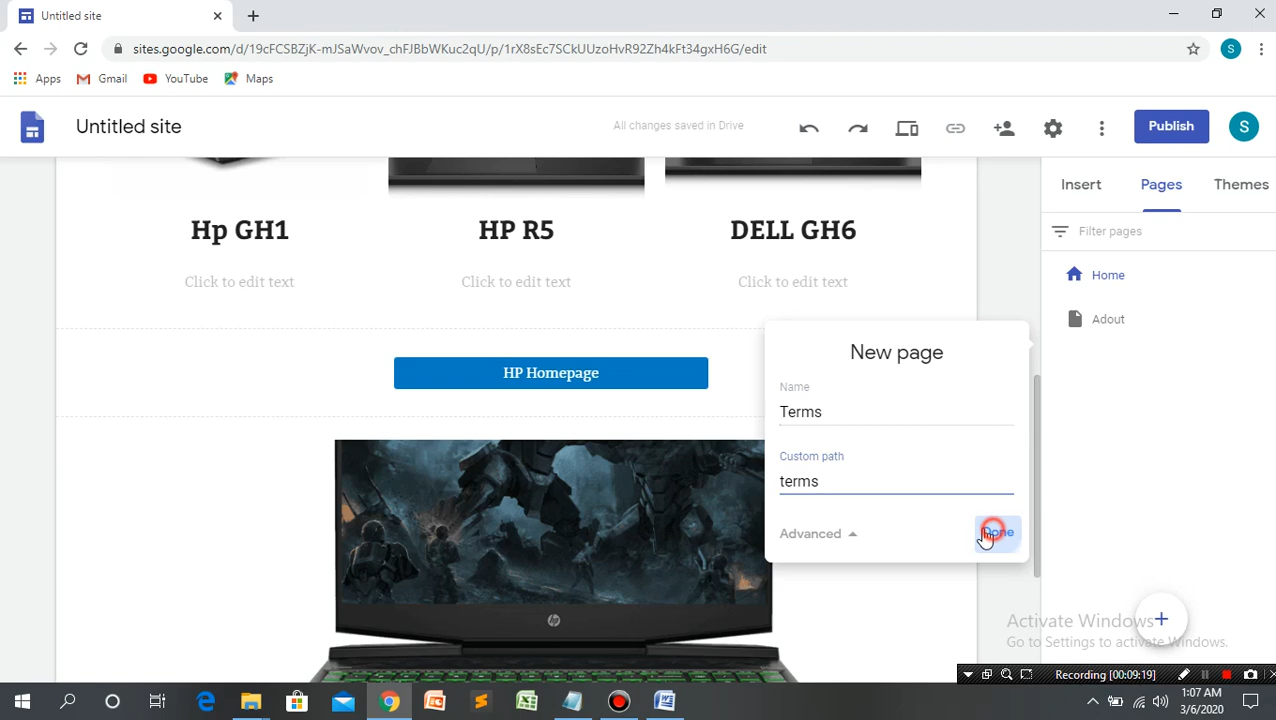 Untitled site
sites.google.com/d/19cFCSBZjK-mJSaWvov_chFJBbWKuc2qU/p/1rX8sEc7SCkUUzoHvR92Zh4kFt34gxH6G/edit
S
Apps
Gmail
YouTube
Maps
Untitled site
All changes saved in Drive
Publish
S
Insert
Pages
Themes
Filter pages
Home
Adout
Hp GH1
HP R5
DELL GH6
Click to edit text
Click to edit text
Click to edit text
HP Homepage
New page
Name
Terms
Custom path
terms
Advanced
Done
hp
Activate Windows
Go to Settings to activate Windows.
Recording [00:09:19]
1:07 AM
3/6/2020